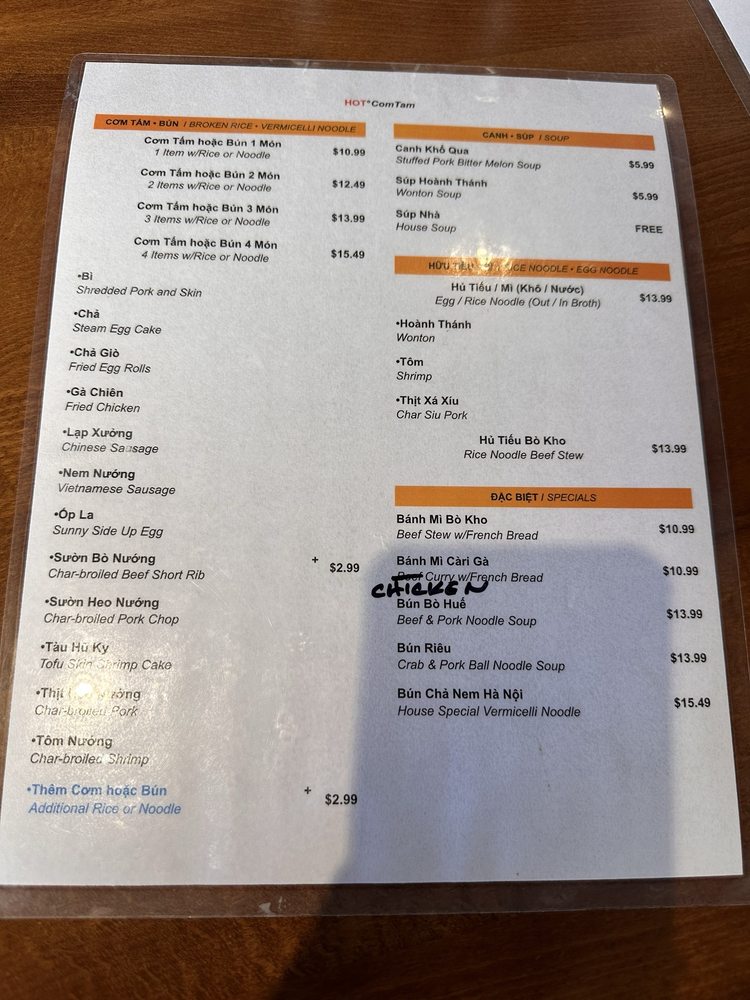 HOT°ComTam
CƠM TẤM • BÚN / BROKEN RICE • VERMICELLI NOODLE
Cơm Tấm hoặc Bún 1 Món
1 Item w/Rice or Noodle $10.99
Cơm Tấm hoặc Bún 2 Món
2 Items w/Rice or Noodle $12.49
Cơm Tấm hoặc Bún 3 Món
3 Items w/Rice or Noodle $13.99
Cơm Tấm hoặc Bún 4 Món
4 Items w/Rice or Noodle $15.49
•Bì
Shredded Pork and Skin
•Chả
Steam Egg Cake
•Chả Giò
Fried Egg Rolls
•Gà Chiên
Fried Chicken
•Lạp Xưởng
Chinese Sausage
•Nem Nướng
Vietnamese Sausage
•Ốp La
Sunny Side Up Egg
•Sườn Bò Nướng
Char-broiled Beef Short Rib + $2.99
•Sườn Heo Nướng
Char-broiled Pork Chop
•Tàu Hủ Ky
Tofu Skin Shrimp Cake
•Thịt Nướng
Char-broiled Pork
•Tôm Nướng
Char-broiled Shrimp
•Thêm Cơm hoặc Bún
Additional Rice or Noodle + $2.99
CANH • SÚP / SOUP
Canh Khổ Qua
Stuffed Pork Bitter Melon Soup $5.99
Súp Hoành Thánh
Wonton Soup $5.99
Súp Nhà
House Soup FREE
HỦU TIẾU RICE NOODLE • EGG NOODLE
Hủ Tiếu / Mì (Khô / Nước)
Egg / Rice Noodle (Out / In Broth) $13.99
•Hoành Thánh
Wonton
•Tôm
Shrimp
•Thịt Xá Xíu
Char Siu Pork
Hủ Tiếu Bò Kho
Rice Noodle Beef Stew $13.99
ĐẶC BIỆT / SPECIALS
Bánh Mì Bò Kho
Beef Stew w/French Bread $10.99
Bánh Mì Càri Gà
Beef Curry w/French Bread $10.99
CHICKEN
Bún Bò Huế
Beef & Pork Noodle Soup $13.99
Bún Riêu
Crab & Pork Ball Noodle Soup $13.99
Bún Chả Nem Hà Nội
House Special Vermicelli Noodle $15.49